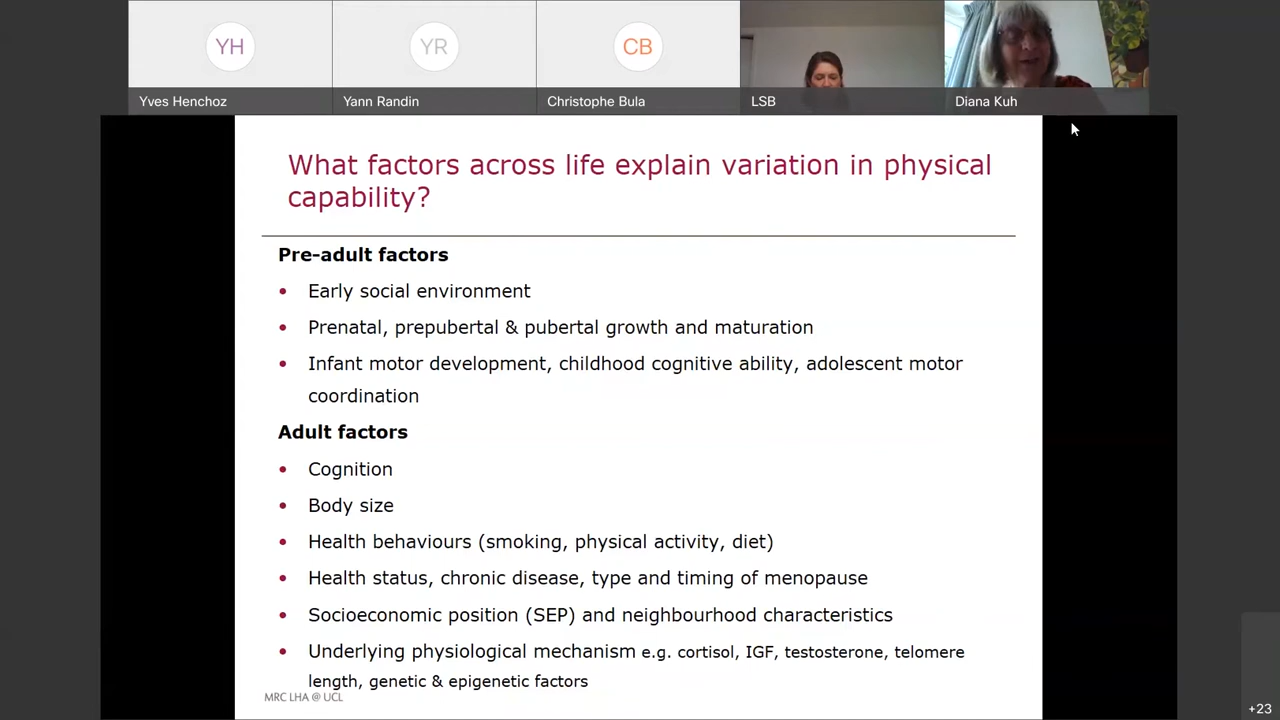 YH
YR
CB
Yves Henchoz
Yann Randin
Christophe Bula
LSB
Diana Kuh
What factors across life explain variation in physical
capability?
Pre-adult factors
• Early social environment
• Prenatal, prepubertal & pubertal growth and maturation
• Infant motor development, childhood cognitive ability, adolescent motor
coordination
Adult factors
• Cognition
• Body size
• Health behaviours (smoking, physical activity, diet)
• Health status, chronic disease, type and timing of menopause
• Socioeconomic position (SEP) and neighbourhood characteristics
• Underlying physiological mechanism e.g. cortisol, IGF, testosterone, telomere
length, genetic & epigenetic factors
MRC LHA @ UCL
+23